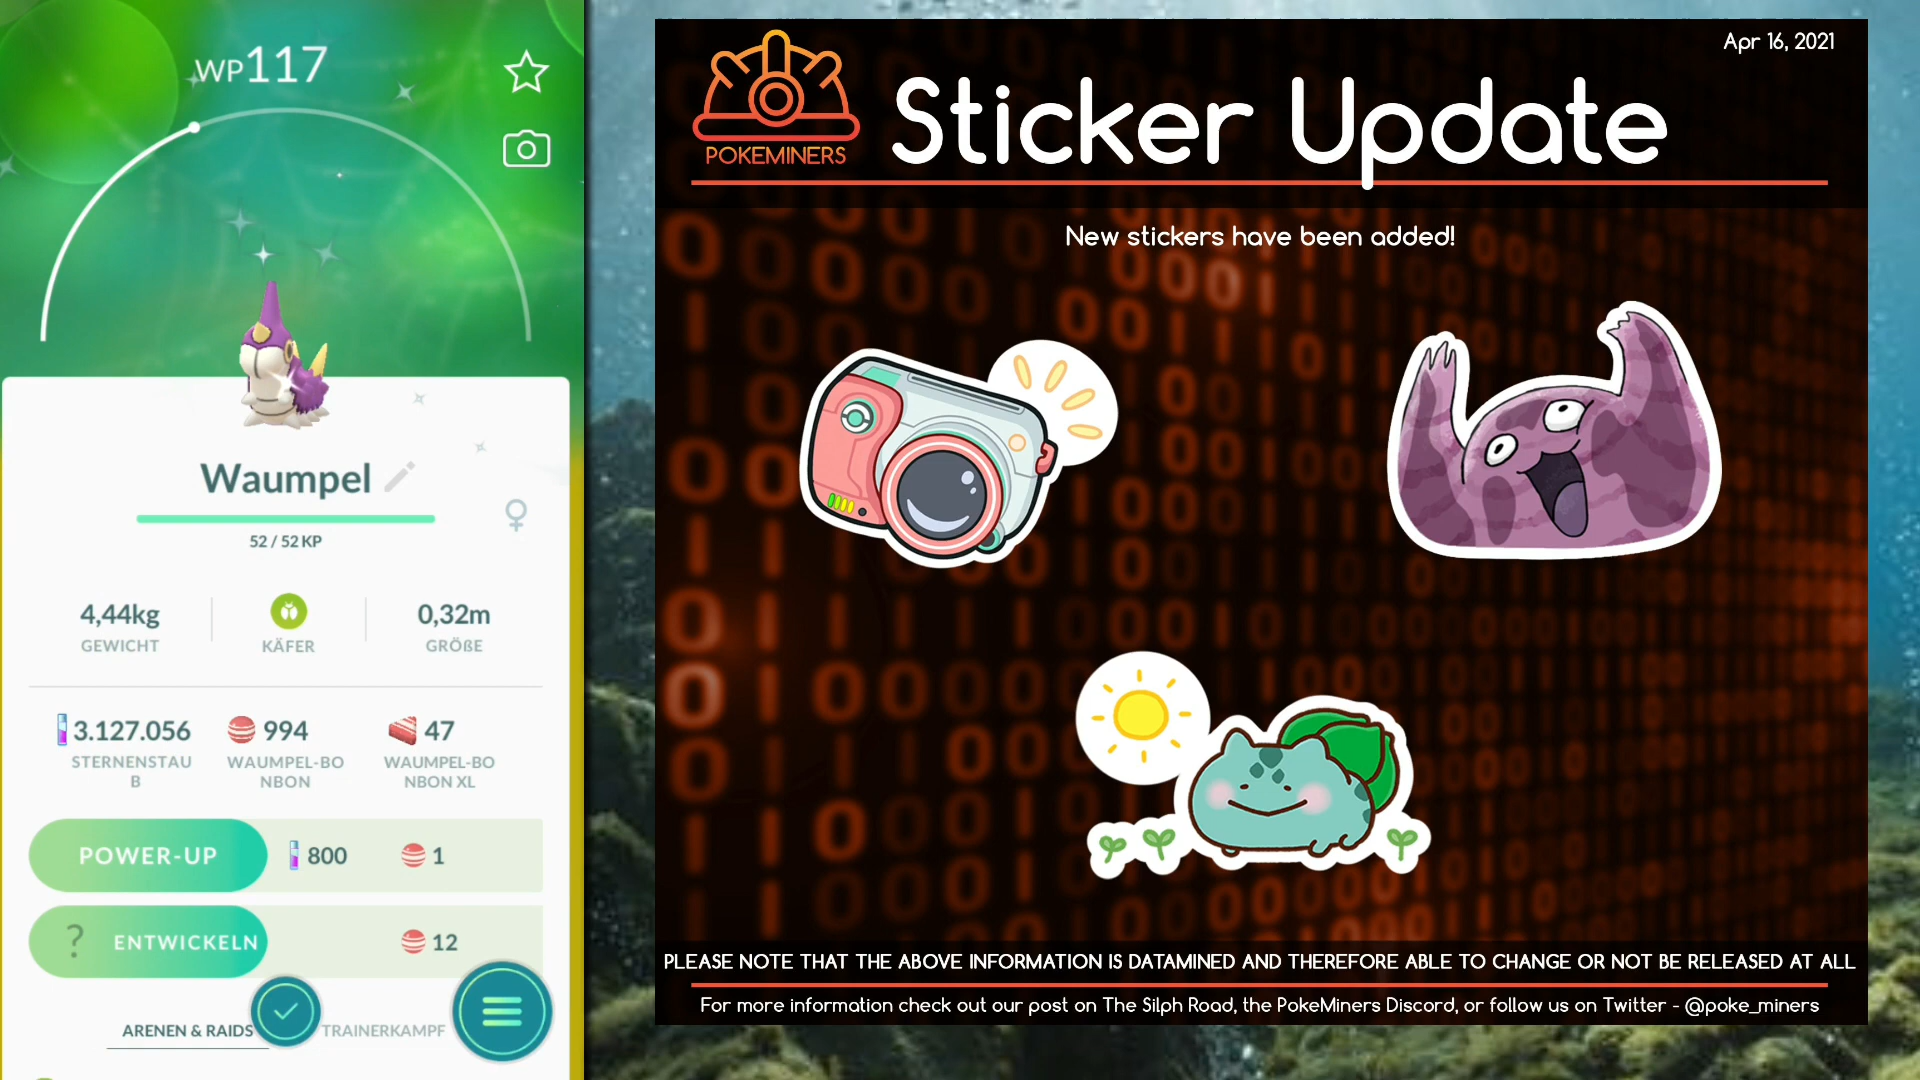 WP117
Waumpel
52 / 52 KP
4,44kg
GEWICHT
KÄFER
0,32m
GRÖßE
3.127.056
STERNENSTAU
B
994
WAUMPEL-BO
NBON
47
WAUMPEL-BO
NBON XL
POWER-UP
800
1
?
ENTWICKELN
12
ARENEN & RAIDS
TRAINERKAMPF
Apr 16, 2021
POKEMINERS
Sticker Update
New stickers have been added!
PLEASE NOTE THAT THE ABOVE INFORMATION IS DATAMINED AND THEREFORE ABLE TO CHANGE OR NOT BE RELEASED AT ALL
For more information check out our post on The Silph Road, the PokeMiners Discord, or follow us on Twitter - @poke_miners